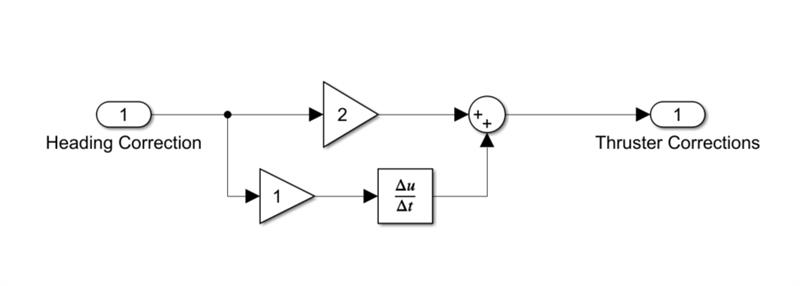 1
Heading Correction
2
+
+
1
Thruster Corrections
1
Δu
Δt